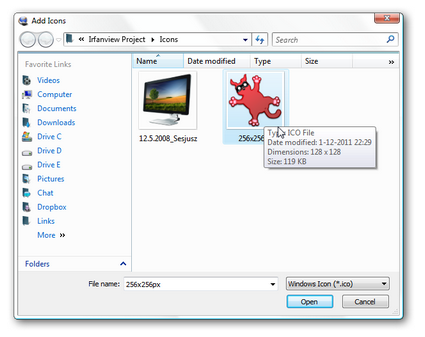 Add Icons
« Irfanview Project Icons
Search
Name Date modified Type Size »
Favorite Links
Videos
Computer
Documents
Downloads
Drive C
Drive D
Drive E
Pictures
Chat
Dropbox
Links
More »
Folders
12.5.2008_Sesjusz
256x256
Type: ICO File
Date modified: 1-12-2011 22:29
Dimensions: 128 x 128
Size: 119 KB
File name: 256x256px
Windows Icon (*.ico)
Open Cancel